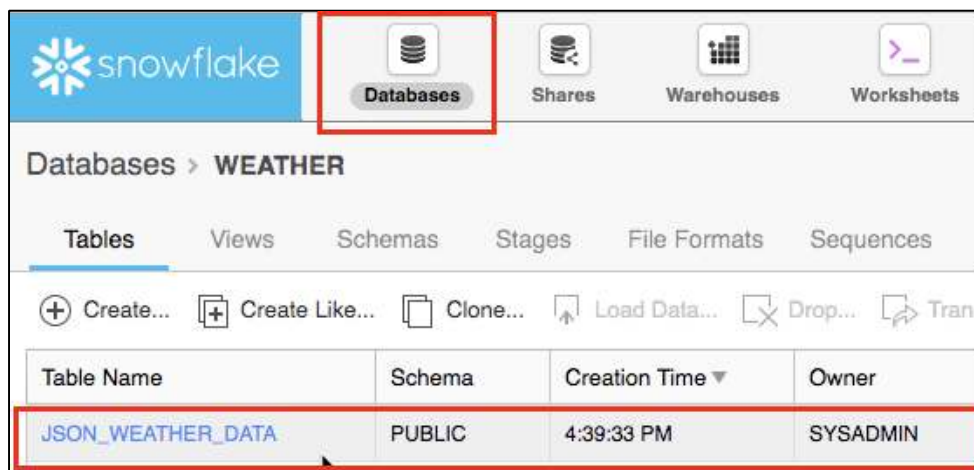 snowflake
Databases Shares Warehouses Worksheets
Databases > WEATHER
Tables Views Schemas Stages File Formats Sequences
Create... Create Like... Clone... Load Data... Drop... Tran
Table Name Schema Creation Time Owner
JSON_WEATHER_DATA PUBLIC 4:39:33 PM SYSADMIN